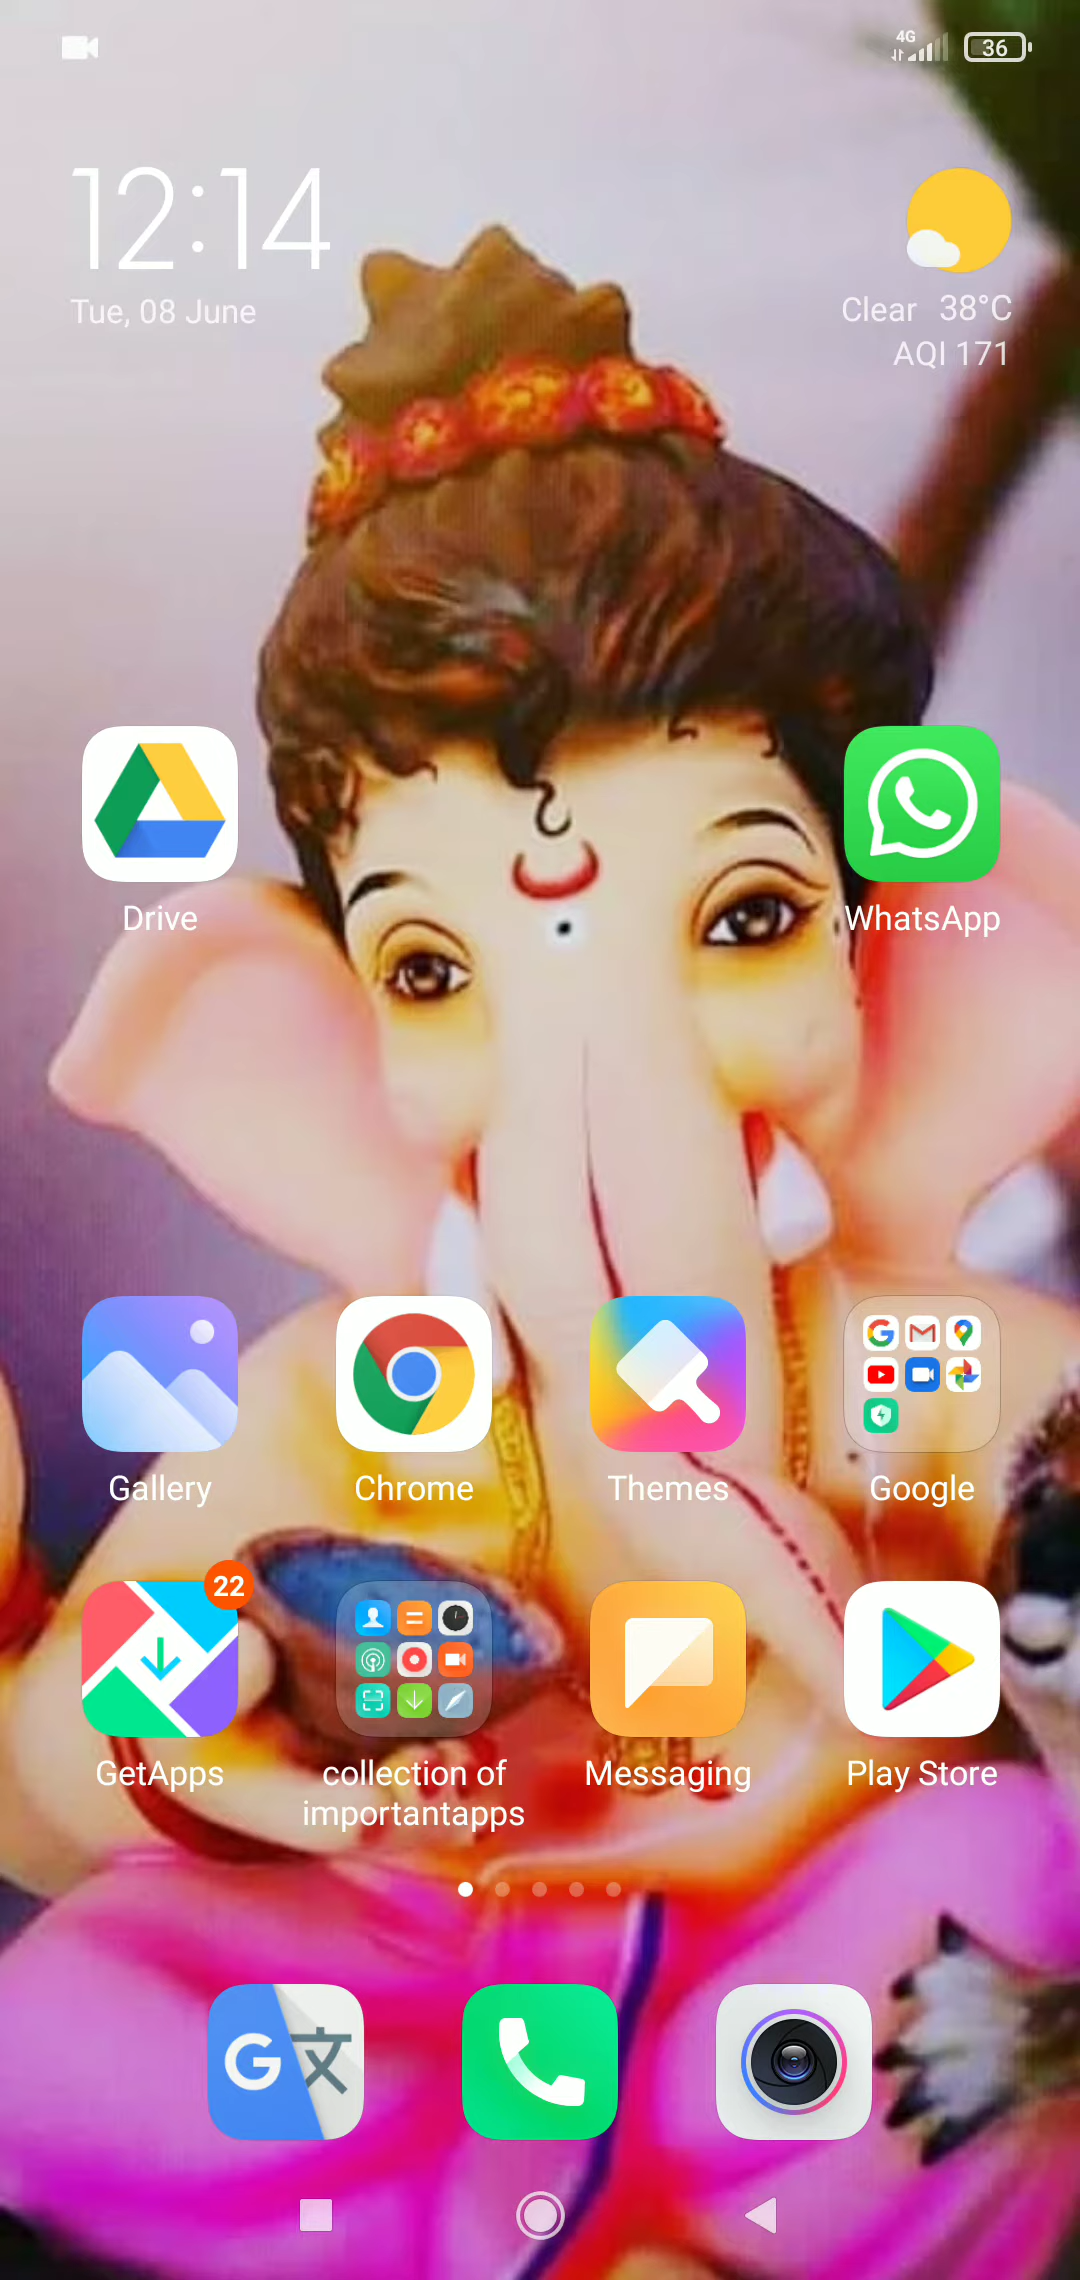 4G
36
12:14
Tue, 08 June
Clear 38°C
AQI 171
Drive
WhatsApp
Gallery
Chrome
Themes
Google
22
GetApps
collection of
importantapps
Messaging
Play Store
G 文